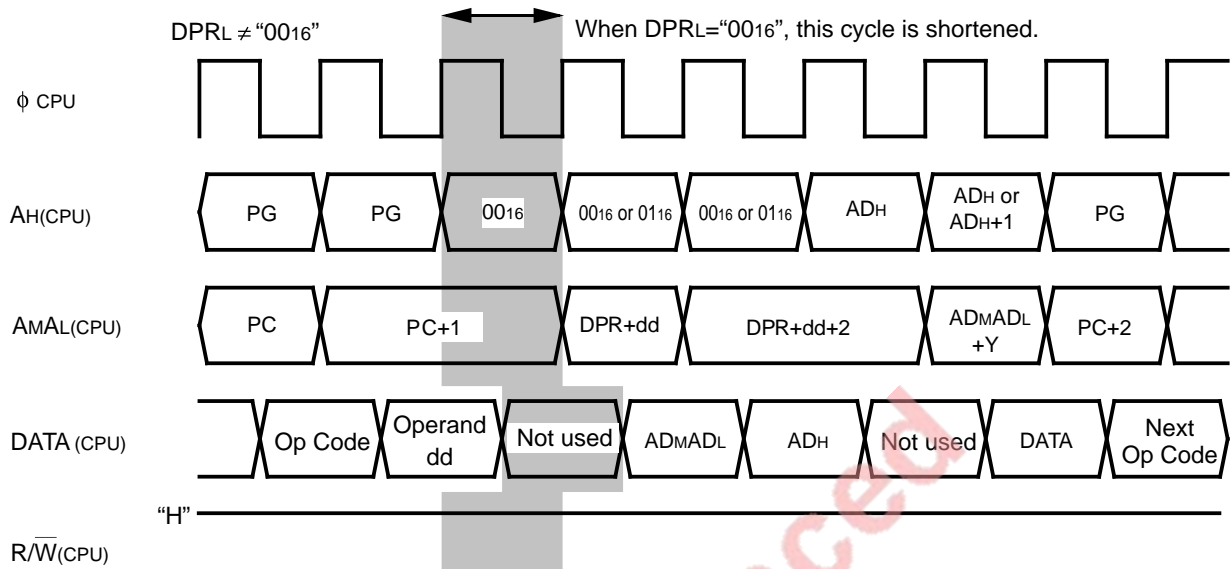 DPRL ≠ “0016” When DPRL=“0016”, this cycle is shortened.
ϕ CPU
AH(CPU) PG PG 0016 0016 or 0116 0016 or 0116 ADH ADH or ADH+1 PG
AMAL(CPU) PC PC+1 DPR+dd DPR+dd+2 ADMADL +Y PC+2
DATA (CPU) Op Code Operand dd Not used ADMADL ADH Not used DATA Next Op Code
“H”
R/W̅(CPU)